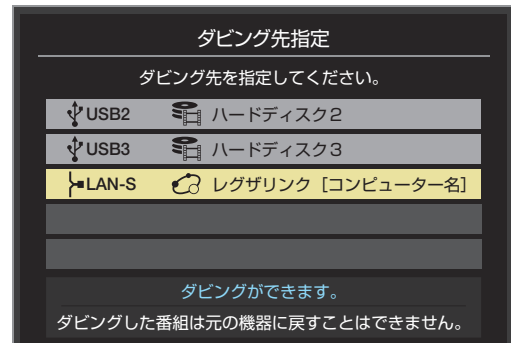 ダビング先指定
ダビング先を指定してください。
USB2 ハードディスク2
USB3 ハードディスク3
LAN-S レグザリンク［コンピューター名］
ダビングができます。
ダビングした番組は元の機器に戻すことはできません。